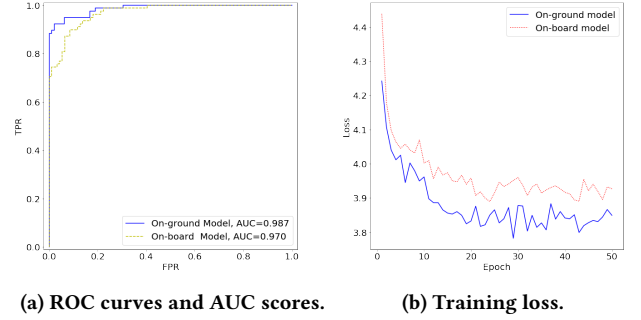 1.0
0.8
0.6
0.4
0.2
0.0
TPR
0.0 0.2 0.4 0.6 0.8 1.0
FPR
On-ground Model, AUC=0.987
On-board Model, AUC=0.970
(a) ROC curves and AUC scores.
4.4
4.3
4.2
4.1
4.0
3.9
3.8
Loss
0 10 20 30 40 50
Epoch
On-ground model
On-board model
(b) Training loss.